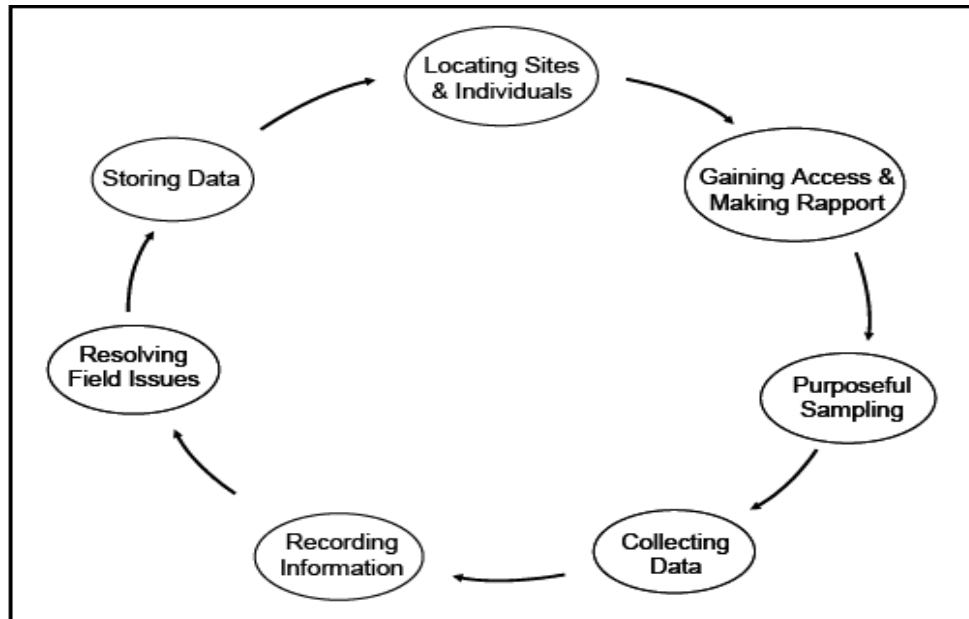 Locating Sites
& Individuals
Gaining Access &
Making Rapport
Purposeful
Sampling
Collecting
Data
Recording
Information
Resolving
Field Issues
Storing Data